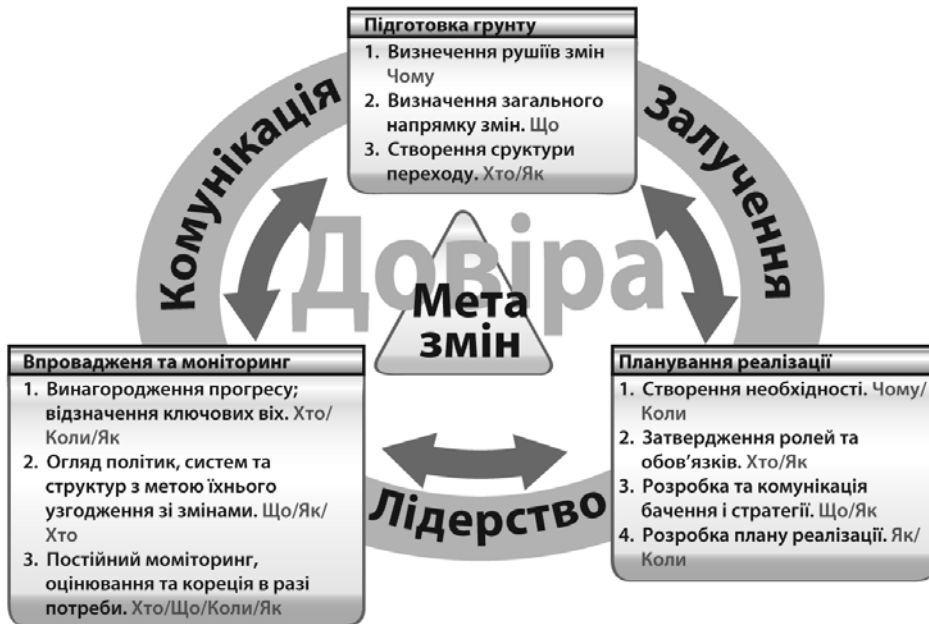 Підготовка грунту
1. Визнечення рушіїв змін
Чому
2. Визначення загального
напрямку змін. Що
3. Створення сруктури
переходу. Хто/Як
Комунікація
Залучення
Довіра
Мета
змін
Впровадженя та моніторинг
1. Винагородження прогресу;
відзначення ключових віх. Хто/
Коли/Як
2. Огляд політик, систем та
структур з метою їхнього
узгодження зі змінами. Що/Як/
Хто
3. Постійний моміторинг,
оцінювання та кореція в разі
потреби. Хто/Що/Коли/Як
Планування реалізації
1. Створення необхідності. Чому/
Коли
2. Затвердження ролей та
обов'язків. Хто/Як
3. Розробка та комунікація
бачення і стратегії. Що/Як
4. Розробка плану реалізації. Як/
Коли
Лідерство